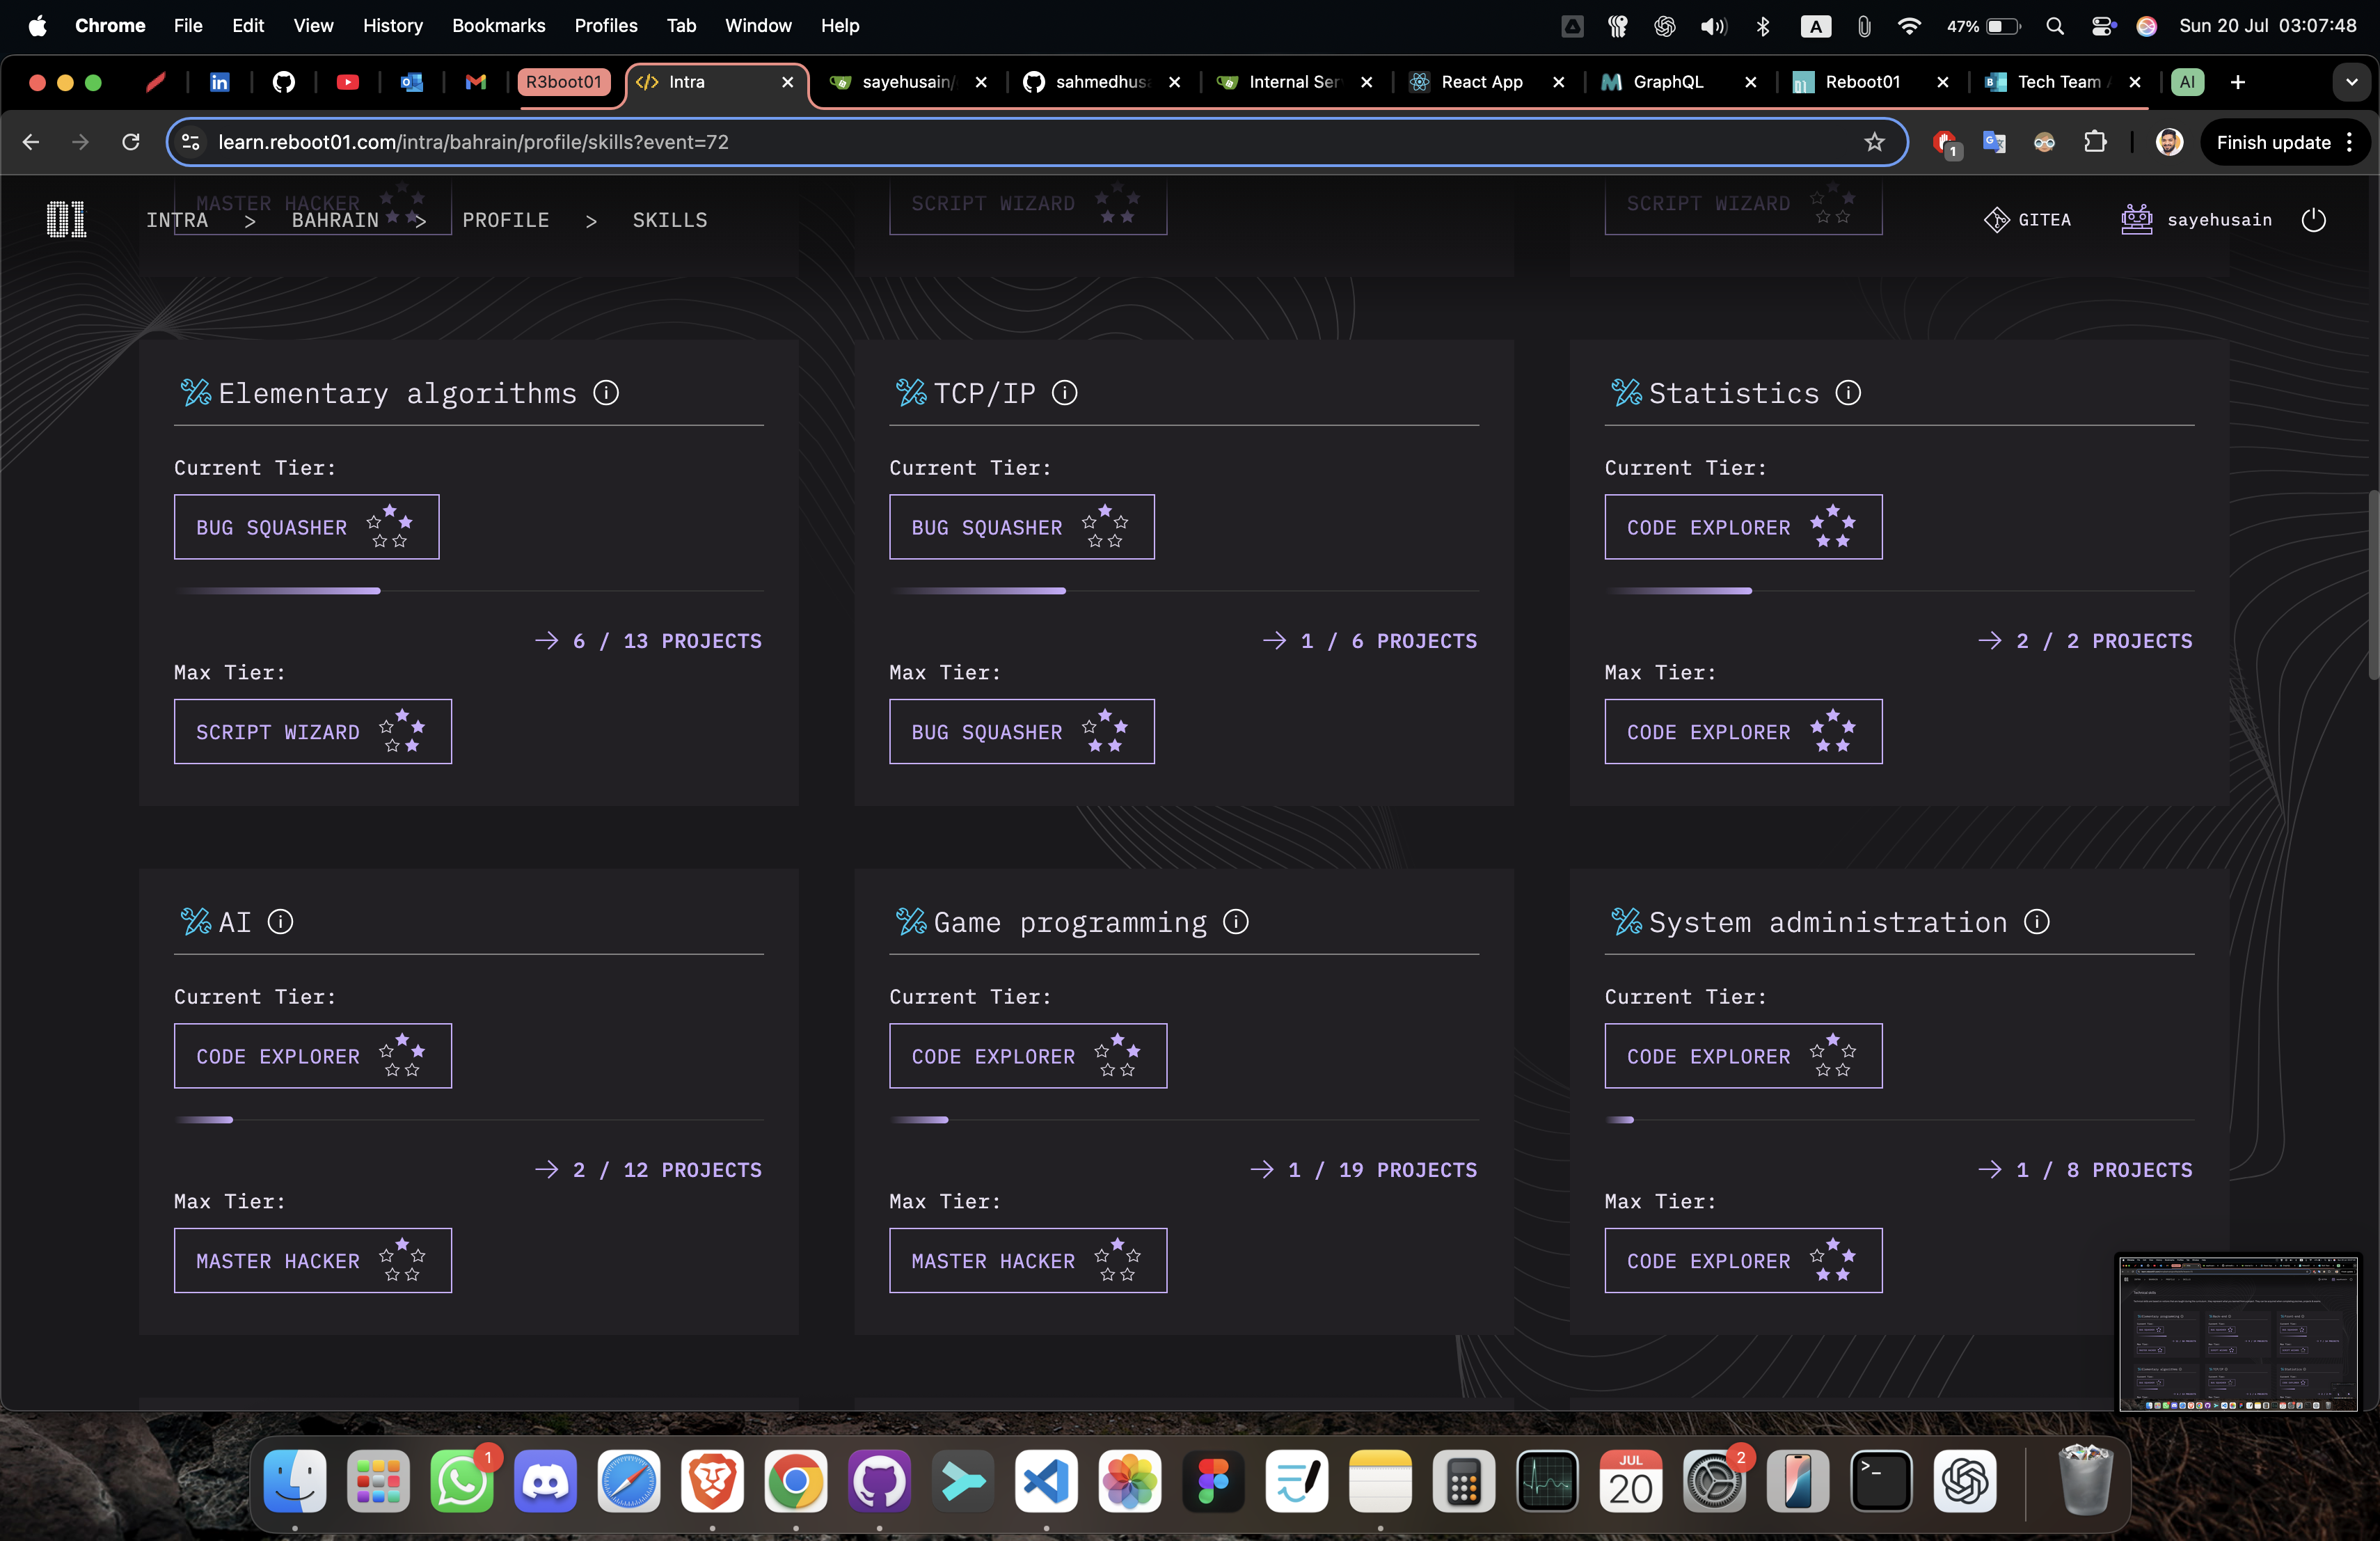 Chrome File Edit View History Bookmarks Profiles Tab Window Help A 47% Sun 20 Jul 03:07:48
in R3boot01 </> Intra sayehusain/ sahmedhus Internal Ser React App GraphQL 01 Reboot01 B Tech Team AI
learn.reboot01.com/intra/bahrain/profile/skills?event=72 1 Finish update
MASTER HACKER SCRIPT WIZARD SCRIPT WIZARD
01 INTRA > BAHRAIN > PROFILE > SKILLS GITEA sayehusain
Elementary algorithms TCP/IP Statistics
Current Tier: Current Tier: Current Tier:
BUG SQUASHER BUG SQUASHER CODE EXPLORER
→ 6 / 13 PROJECTS → 1 / 6 PROJECTS → 2 / 2 PROJECTS
Max Tier: Max Tier: Max Tier:
SCRIPT WIZARD BUG SQUASHER CODE EXPLORER
AI Game programming System administration
Current Tier: Current Tier: Current Tier:
CODE EXPLORER CODE EXPLORER CODE EXPLORER
→ 2 / 12 PROJECTS → 1 / 19 PROJECTS → 1 / 8 PROJECTS
Max Tier: Max Tier: Max Tier:
MASTER HACKER MASTER HACKER CODE EXPLORER
1 JUL 20 2 >_